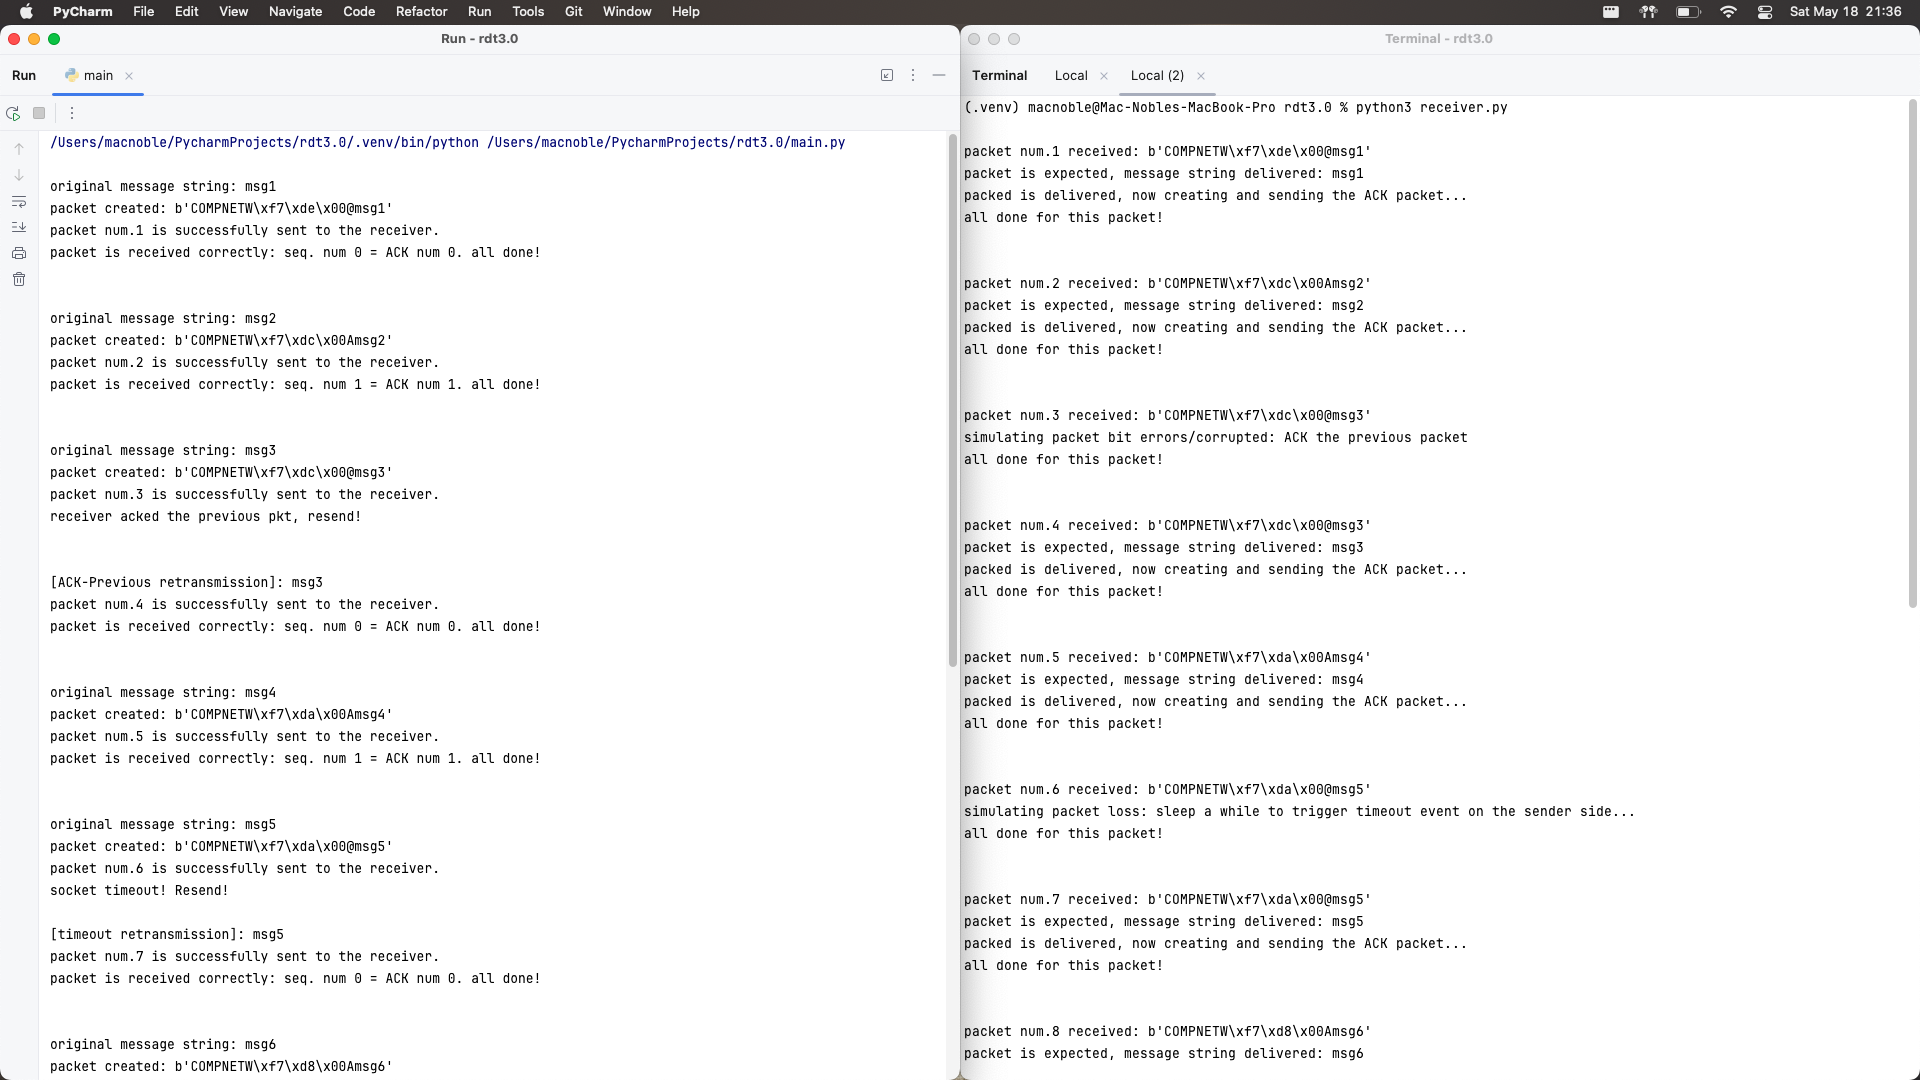 PyCharm File Edit View Navigate Code Refactor Run Tools Git Window Help Sat May 18 21:36
Run - rdt3.0
Run main
/Users/macnoble/PycharmProjects/rdt3.0/.venv/bin/python /Users/macnoble/PycharmProjects/rdt3.0/main.py
original message string: msg1
packet created: b'COMPNETW\xf7\xde\x00@msg1'
packet num.1 is successfully sent to the receiver.
packet is received correctly: seq. num 0 = ACK num 0. all done!
original message string: msg2
packet created: b'COMPNETW\xf7\xdc\x00Amsg2'
packet num.2 is successfully sent to the receiver.
packet is received correctly: seq. num 1 = ACK num 1. all done!
original message string: msg3
packet created: b'COMPNETW\xf7\xdc\x00@msg3'
packet num.3 is successfully sent to the receiver.
receiver acked the previous pkt, resend!
[ACK-Previous retransmission]: msg3
packet num.4 is successfully sent to the receiver.
packet is received correctly: seq. num 0 = ACK num 0. all done!
original message string: msg4
packet created: b'COMPNETW\xf7\xda\x00Amsg4'
packet num.5 is successfully sent to the receiver.
packet is received correctly: seq. num 1 = ACK num 1. all done!
original message string: msg5
packet created: b'COMPNETW\xf7\xda\x00@msg5'
packet num.6 is successfully sent to the receiver.
socket timeout! Resend!
[timeout retransmission]: msg5
packet num.7 is successfully sent to the receiver.
packet is received correctly: seq. num 0 = ACK num 0. all done!
original message string: msg6
packet created: b'COMPNETW\xf7\xd8\x00Amsg6'
Terminal - rdt3.0
Terminal Local Local (2)
(.venv) macnoble@Mac-Nobles-MacBook-Pro rdt3.0 % python3 receiver.py
packet num.1 received: b'COMPNETW\xf7\xde\x00@msg1'
packet is expected, message string delivered: msg1
packed is delivered, now creating and sending the ACK packet...
all done for this packet!
packet num.2 received: b'COMPNETW\xf7\xdc\x00Amsg2'
packet is expected, message string delivered: msg2
packed is delivered, now creating and sending the ACK packet...
all done for this packet!
packet num.3 received: b'COMPNETW\xf7\xdc\x00@msg3'
simulating packet bit errors/corrupted: ACK the previous packet
all done for this packet!
packet num.4 received: b'COMPNETW\xf7\xdc\x00@msg3'
packet is expected, message string delivered: msg3
packed is delivered, now creating and sending the ACK packet...
all done for this packet!
packet num.5 received: b'COMPNETW\xf7\xda\x00Amsg4'
packet is expected, message string delivered: msg4
packed is delivered, now creating and sending the ACK packet...
all done for this packet!
packet num.6 received: b'COMPNETW\xf7\xda\x00@msg5'
simulating packet loss: sleep a while to trigger timeout event on the sender side...
all done for this packet!
packet num.7 received: b'COMPNETW\xf7\xda\x00@msg5'
packet is expected, message string delivered: msg5
packed is delivered, now creating and sending the ACK packet...
all done for this packet!
packet num.8 received: b'COMPNETW\xf7\xd8\x00Amsg6'
packet is expected, message string delivered: msg6